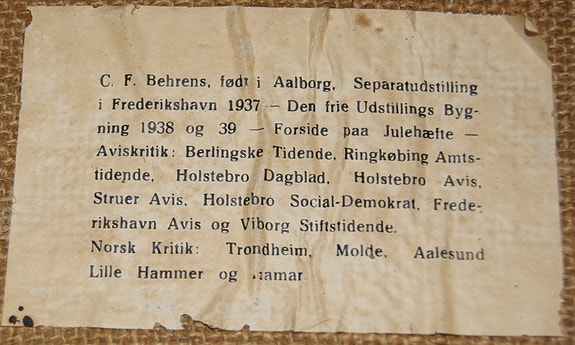 C. F. Behrens, født i Aalborg, Separatudstilling
i Frederikshavn 1937 — Den frie Udstillings Byg-
ning 1938 og 39 — Forside paa Julehæfte —
Aviskritik: Berlingske Tidende, Ringkøbing Amts-
tidende, Holstebro Dagblad, Holstebro Avis,
Struer Avis, Holstebro Social-Demokrat, Frede-
rikshavn Avis og Viborg Stiftstidende.
Norsk Kritik: Trondheim, Molde, Aalesund
Lille Hammer og